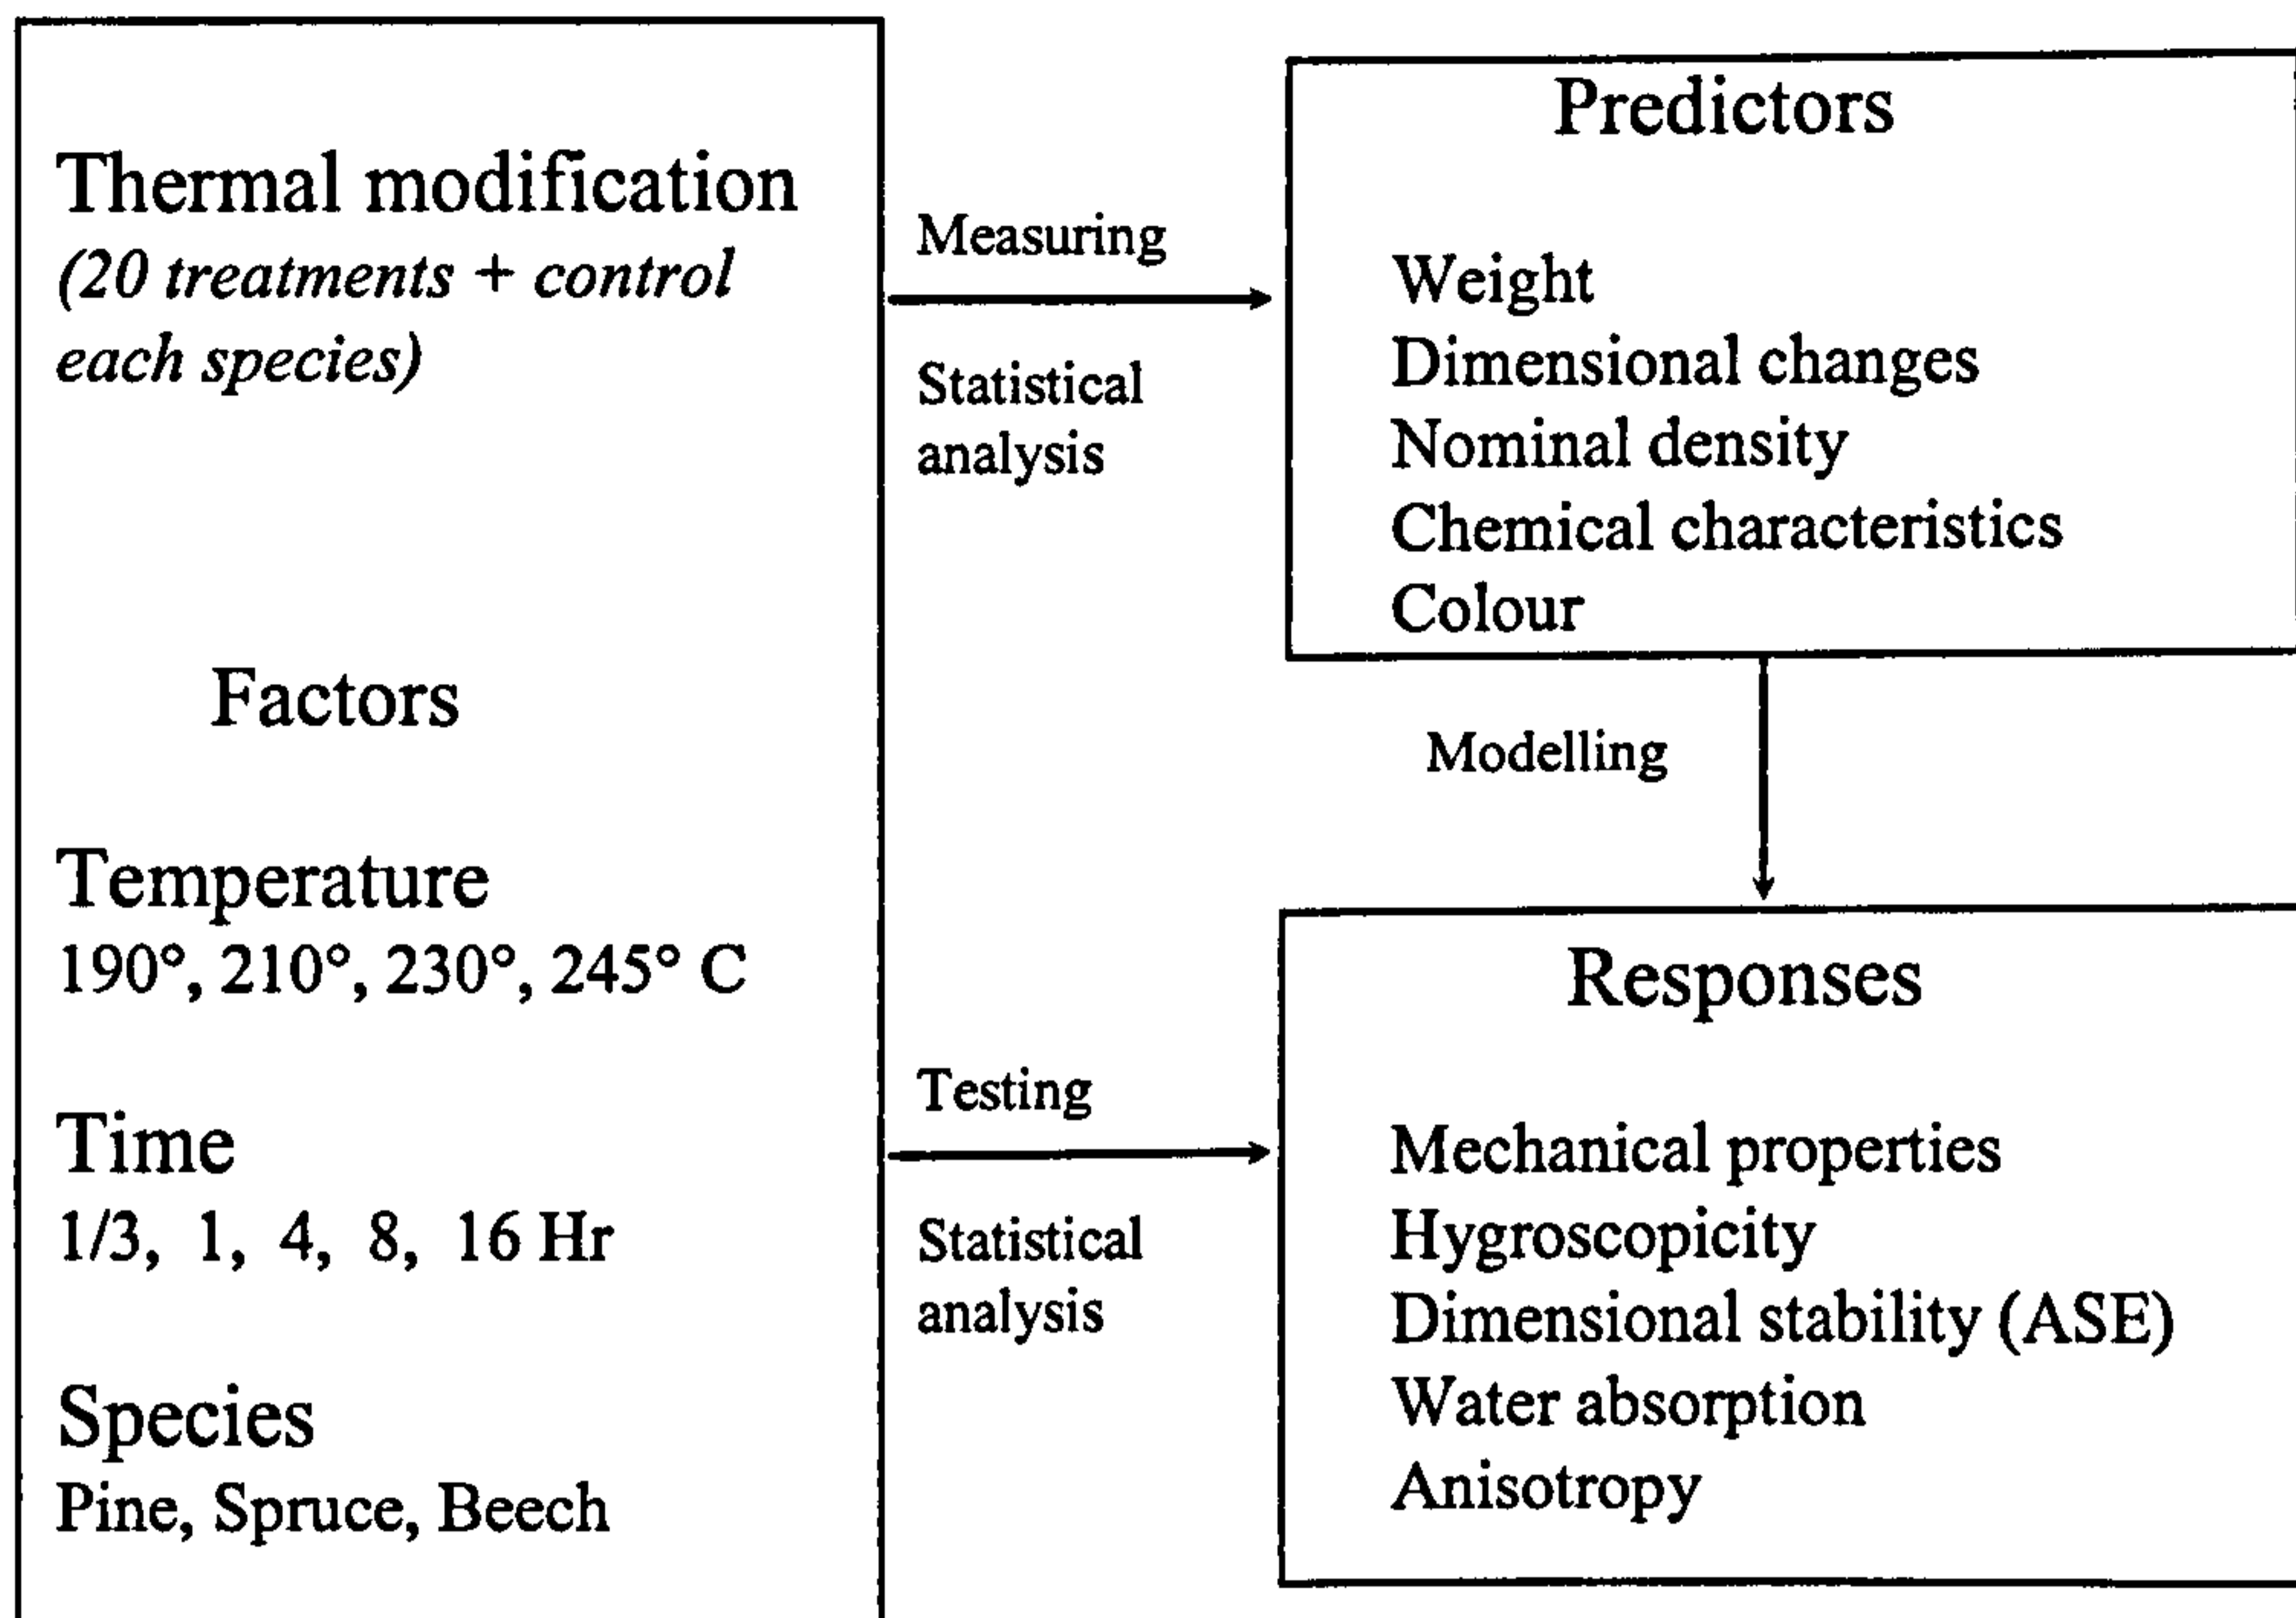 Thermal modification
(20 treatments + control
each species)
Factors
Temperature
190°, 210°, 230°, 245° C
Time
1/3, 1, 4, 8, 16 Hr
Species
Pine, Spruce, Beech
Measuring
Statistical
analysis
Testing
Statistical
analysis
Predictors
Weight
Dimensional changes
Nominal density
Chemical characteristics
Colour
Modelling
Responses
Mechanical properties
Hygroscopicity
Dimensional stability (ASE)
Water absorption
Anisotropy